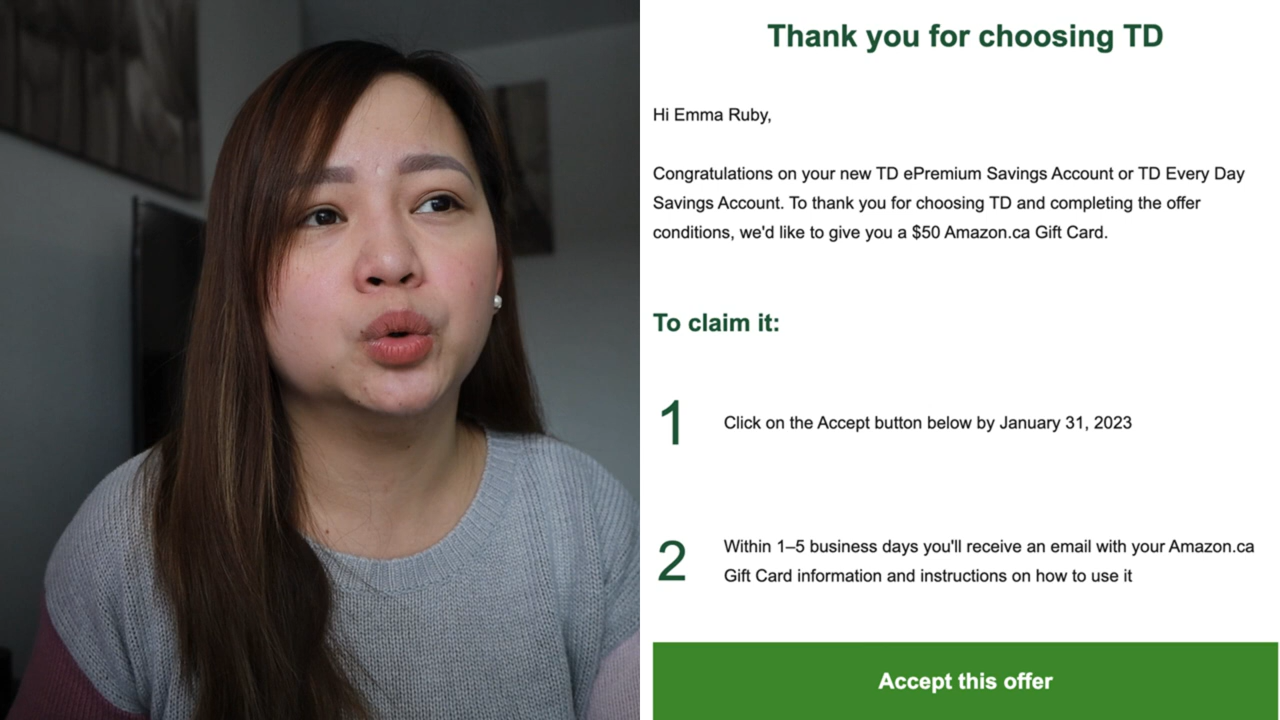 Thank you for choosing TD
Hi Emma Ruby,
Congratulations on your new TD ePremium Savings Account or TD Every Day
Savings Account. To thank you for choosing TD and completing the offer
conditions, we'd like to give you a $50 Amazon.ca Gift Card.
To claim it:
1 Click on the Accept button below by January 31, 2023
2 Within 1–5 business days you'll receive an email with your Amazon.ca
Gift Card information and instructions on how to use it
Accept this offer